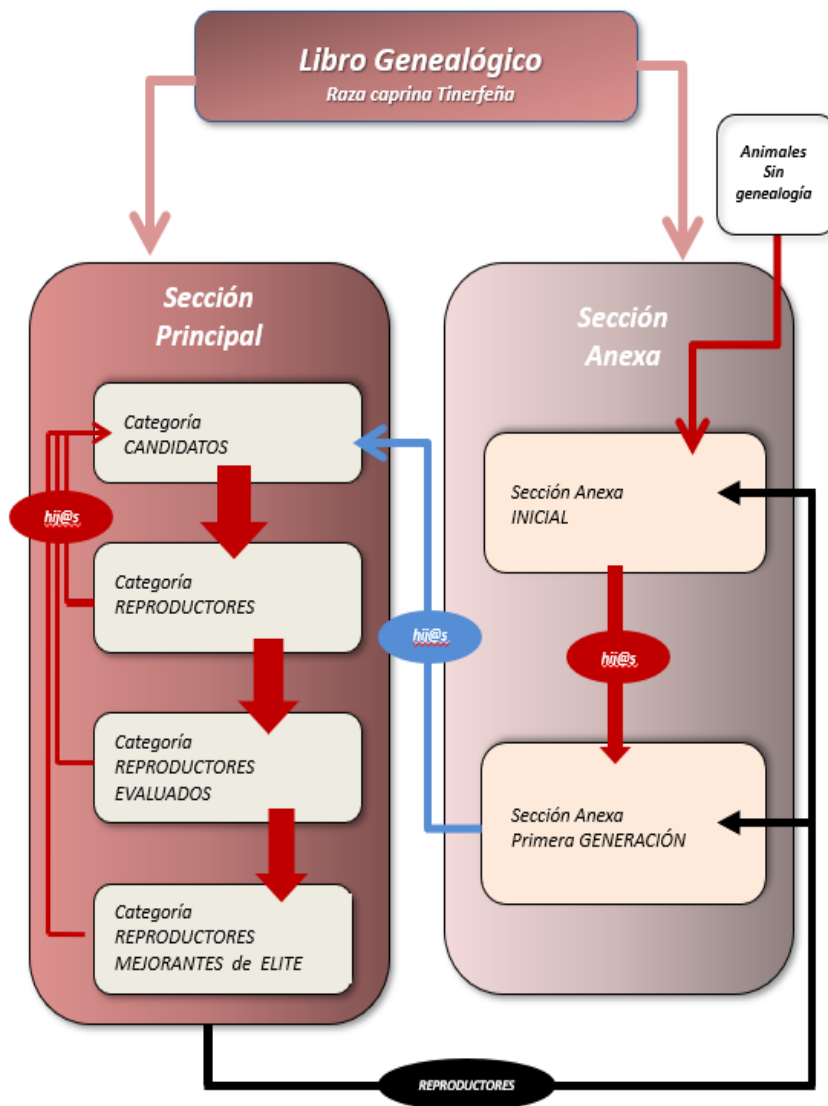 Libro Genealógico
Raza caprina Tinerfeña
Animales
Sin
genealogía
Sección
Principal
Categoría
CANDIDATOS
hij@s
Categoría
REPRODUCTORES
Categoría
REPRODUCTORES
EVALUADOS
Categoría
REPRODUCTORES
MEJORANTES de ELITE
hij@s
Sección
Anexa
Sección Anexa
INICIAL
hij@s
Sección Anexa
Primera GENERACIÓN
REPRODUCTORES